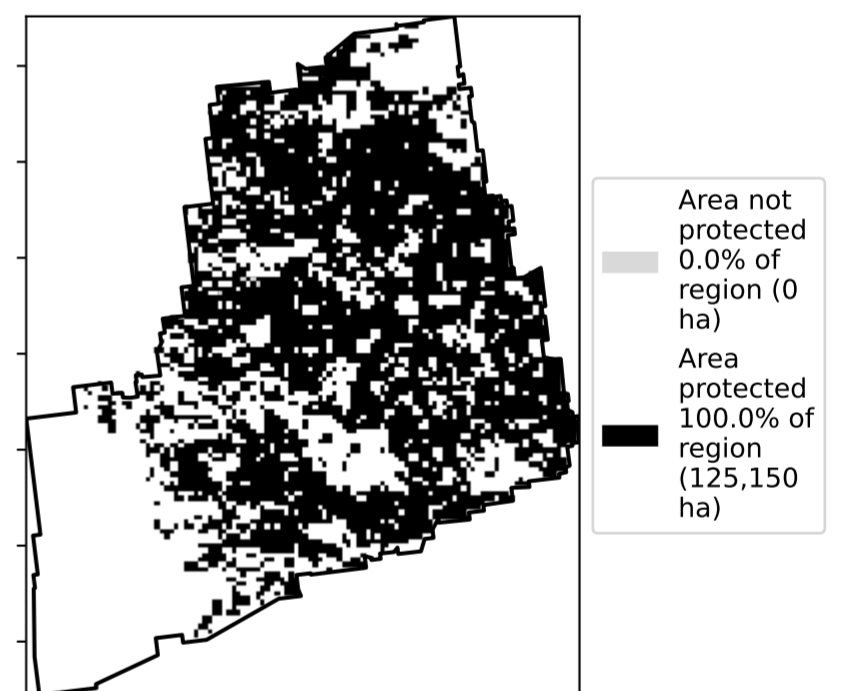 Area not
protected
0.0% of
region (0
ha)
Area
protected
100.0% of
region
(125,150
ha)